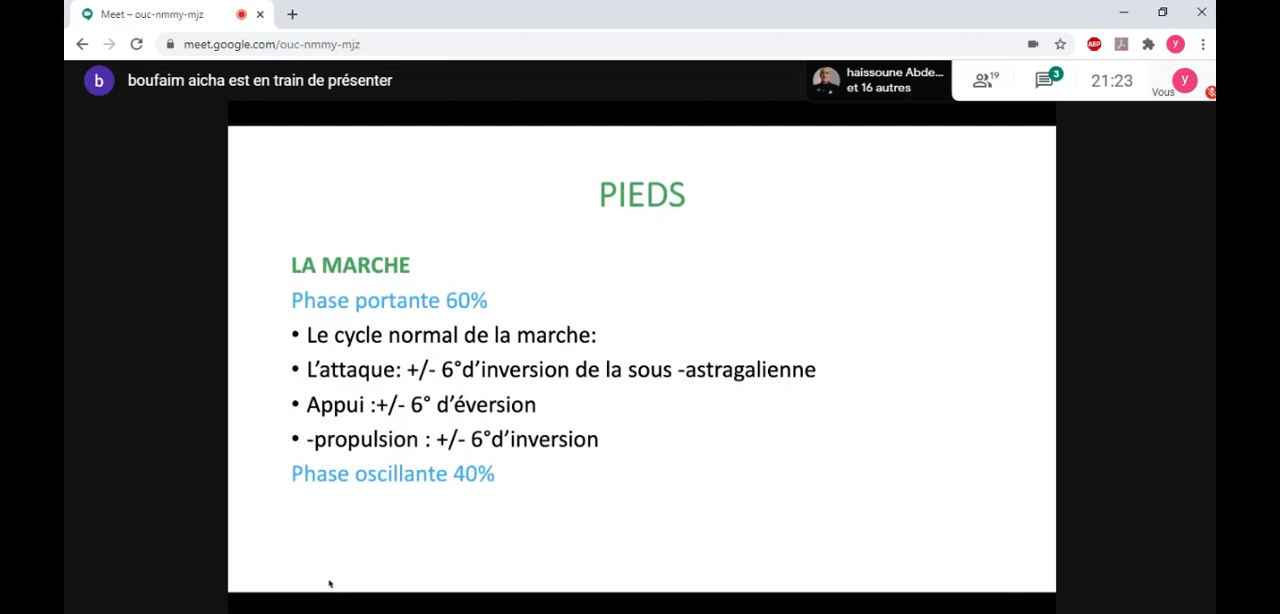 Meet – ouc-nmmy-mjz
meet.google.com/ouc-nmmy-mjz
ABP
y
b
boufaim aicha est en train de présenter
haissoune Abde...
et 16 autres
19
3
21:23
Vous
y
PIEDS
LA MARCHE
Phase portante 60%
• Le cycle normal de la marche:
• L’attaque: +/- 6°d’inversion de la sous -astragalienne
• Appui :+/- 6° d’éversion
• -propulsion : +/- 6°d’inversion
Phase oscillante 40%